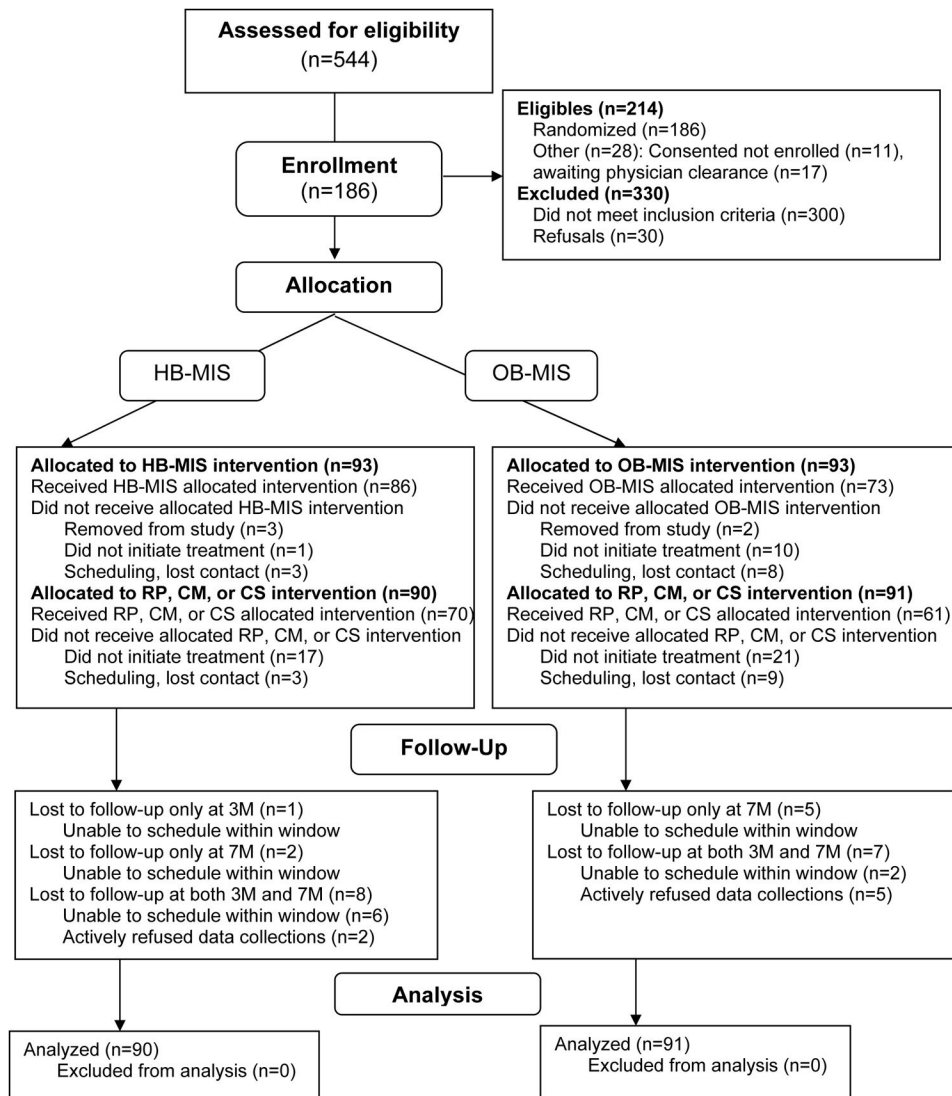 Assessed for eligibility
(n=544)
Eligibles (n=214)
Randomized (n=186)
Other (n=28): Consented not enrolled (n=11),
awaiting physician clearance (n=17)
Excluded (n=330)
Did not meet inclusion criteria (n=300)
Refusals (n=30)
Enrollment
(n=186)
Allocation
HB-MIS
OB-MIS
Allocated to HB-MIS intervention (n=93)
Received HB-MIS allocated intervention (n=86)
Did not receive allocated HB-MIS intervention
Removed from study (n=3)
Did not initiate treatment (n=1)
Scheduling, lost contact (n=3)
Allocated to RP, CM, or CS intervention (n=90)
Received RP, CM, or CS allocated intervention (n=70)
Did not receive allocated RP, CM, or CS intervention
Did not initiate treatment (n=17)
Scheduling, lost contact (n=3)
Allocated to OB-MIS intervention (n=93)
Received OB-MIS allocated intervention (n=73)
Did not receive allocated OB-MIS intervention
Removed from study (n=2)
Did not initiate treatment (n=10)
Scheduling, lost contact (n=8)
Allocated to RP, CM, or CS intervention (n=91)
Received RP, CM, or CS allocated intervention (n=61)
Did not receive allocated RP, CM, or CS intervention
Did not initiate treatment (n=21)
Scheduling, lost contact (n=9)
Follow-Up
Lost to follow-up only at 3M (n=1)
Unable to schedule within window
Lost to follow-up only at 7M (n=2)
Unable to schedule within window
Lost to follow-up at both 3M and 7M (n=8)
Unable to schedule within window (n=6)
Actively refused data collections (n=2)
Lost to follow-up only at 7M (n=5)
Unable to schedule within window
Lost to follow-up at both 3M and 7M (n=7)
Unable to schedule within window (n=2)
Actively refused data collections (n=5)
Analysis
Analyzed (n=90)
Excluded from analysis (n=0)
Analyzed (n=91)
Excluded from analysis (n=0)